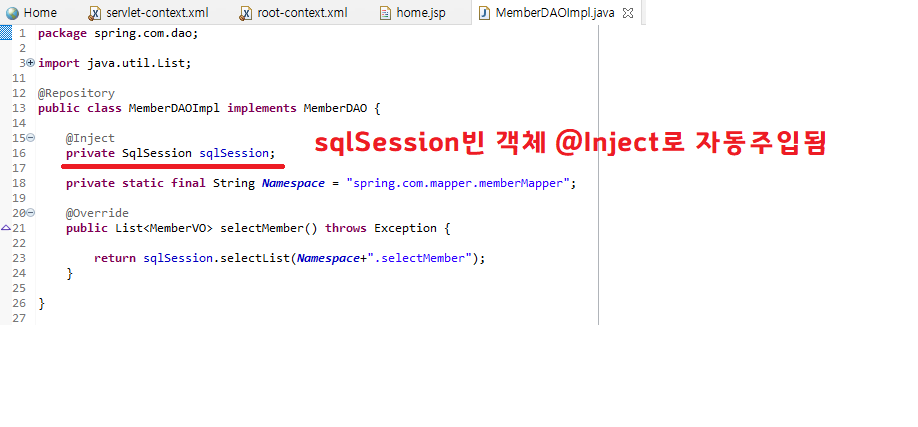 Home servlet-context.xml root-context.xml home.jsp MemberDAOImpl.java
1 package spring.com.dao;
2
3 import java.util.List;
11
12 @Repository
13 public class MemberDAOImpl implements MemberDAO {
14
15 @Inject
16 private SqlSession sqlSession;
sqlSession빈 객체 @Inject로 자동주입됨
17
18 private static final String Namespace = "spring.com.mapper.memberMapper";
19
20 @Override
21 public List<MemberVO> selectMember() throws Exception {
22
23 return sqlSession.selectList(Namespace+".selectMember");
24 }
25
26 }
27